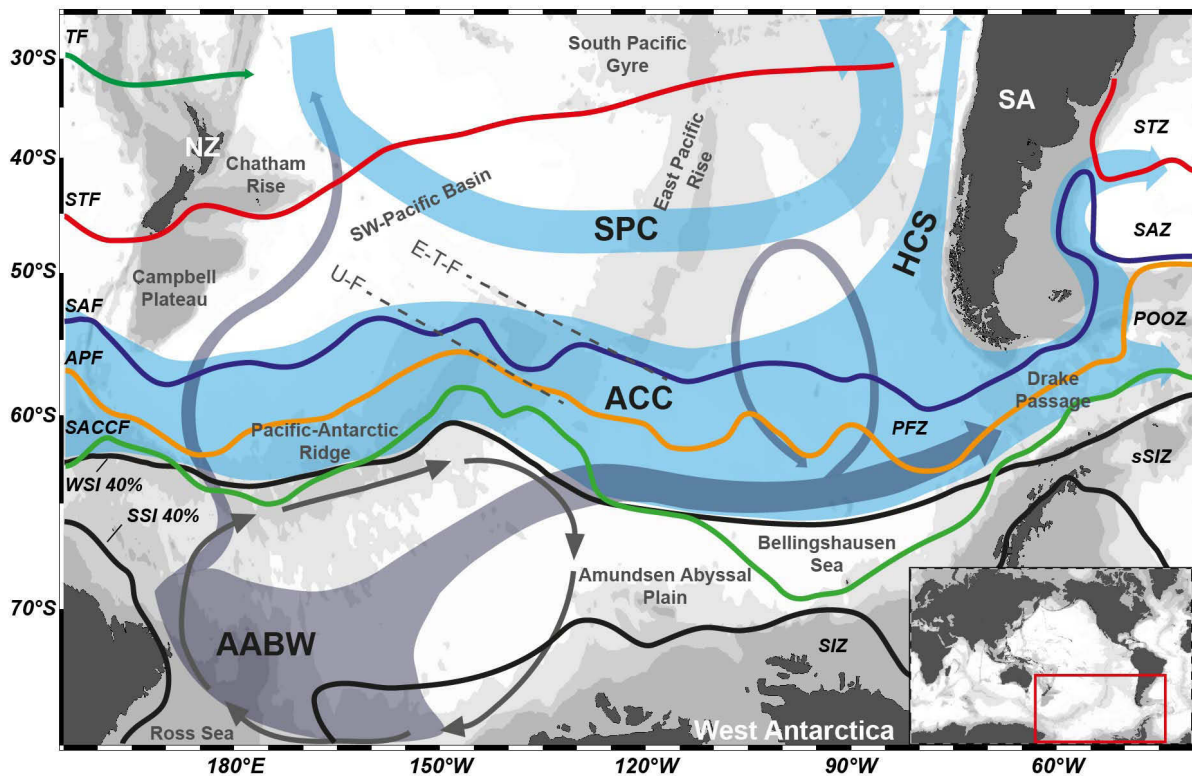 TF
30°S
South Pacific
Gyre
SA
NZ
STZ
40°S
Chatham
Rise
East Pacific
Rise
STF
SW-Pacific Basin
SPC
HCS
SAZ
50°S
E-T-F
U-F
Campbell
Plateau
SAF
POOZ
APF
Drake
Passage
60°S
ACC
SACCF
Pacific-Antarctic
Ridge
PFZ
sSIZ
WSI 40%
SSI 40%
Bellingshausen
Sea
Amundsen Abyssal
Plain
70°S
AABW
SIZ
Ross Sea
West Antarctica
180°E
150°W
120°W
90°W
60°W